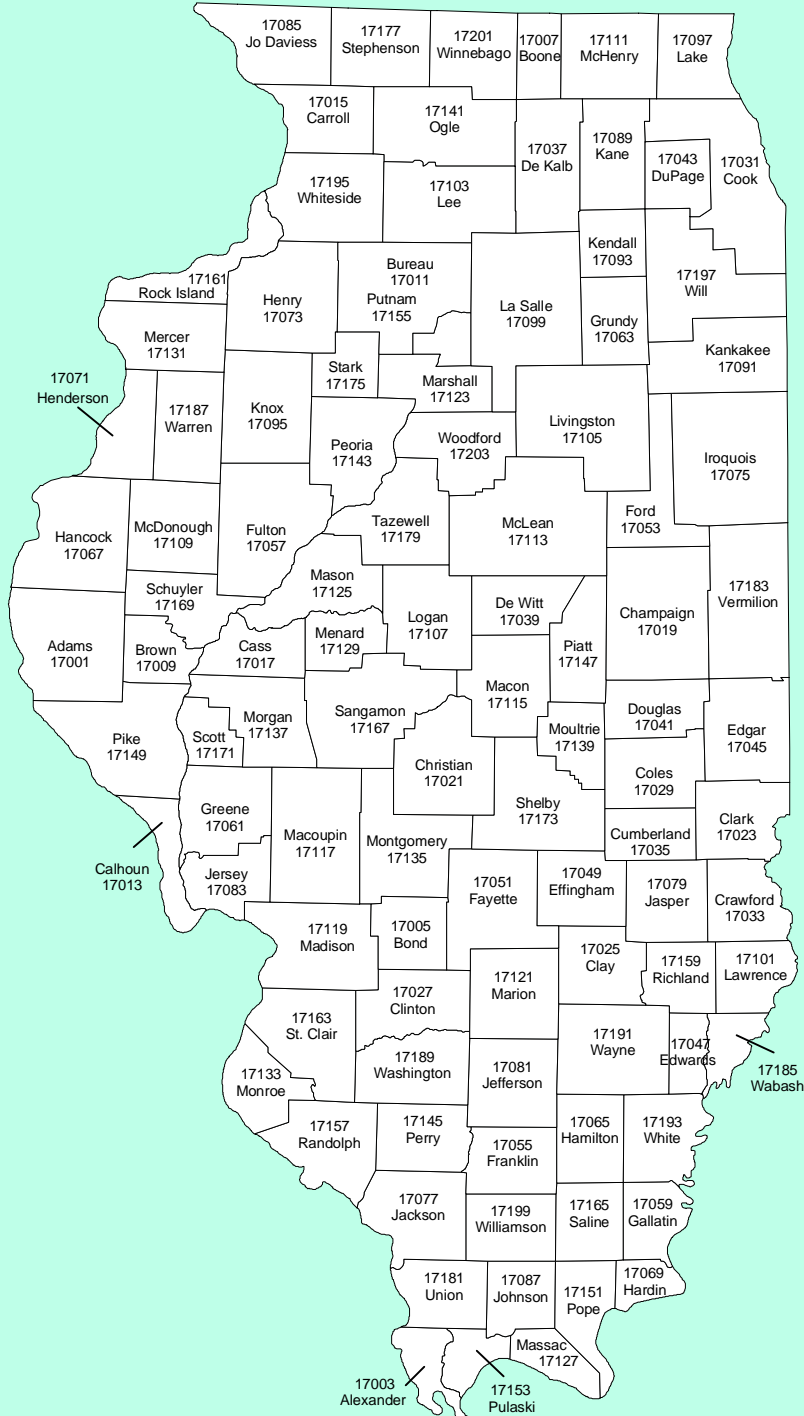 17085
Jo Daviess
17177
Stephenson
17201
Winnebago
17007
Boone
17111
McHenry
17097
Lake
17015
Carroll
17141
Ogle
17037
De Kalb
17089
Kane
17043
DuPage
17031
Cook
17195
Whiteside
17103
Lee
Kendall
17093
17197
Will
17161
Rock Island
Henry
17073
Bureau
17011
Putnam
17155
La Salle
17099
Grundy
17063
Kankakee
17091
Mercer
17131
17071
Henderson
17187
Warren
Knox
17095
Stark
17175
Marshall
17123
Peoria
17143
Woodford
17203
Livingston
17105
Iroquois
17075
Ford
17053
Hancock
17067
McDonough
17109
Fulton
17057
Tazewell
17179
McLean
17113
Mason
17125
Schuyler
17169
Logan
17107
De Witt
17039
Champaign
17019
17183
Vermilion
Adams
17001
Brown
17009
Cass
17017
Menard
17129
Piatt
17147
Macon
17115
Sangamon
17167
Morgan
17137
Scott
17171
Pike
17149
Christian
17021
Moultrie
17139
Douglas
17041
Edgar
17045
Coles
17029
Shelby
17173
Greene
17061
Macoupin
17117
Montgomery
17135
Cumberland
17035
Clark
17023
Calhoun
17013
Jersey
17083
17051
Fayette
17049
Effingham
17079
Jasper
Crawford
17033
17119
Madison
17005
Bond
17025
Clay
17159
Richland
17101
Lawrence
17027
Clinton
17121
Marion
17163
St. Clair
17191
Wayne
17047
Edwards
17185
Wabash
17133
Monroe
17189
Washington
17081
Jefferson
17157
Randolph
17145
Perry
17055
Franklin
17065
Hamilton
17193
White
17077
Jackson
17199
Williamson
17165
Saline
17059
Gallatin
17181
Union
17087
Johnson
17151
Pope
17069
Hardin
Massac
17127
17003
Alexander
17153
Pulaski